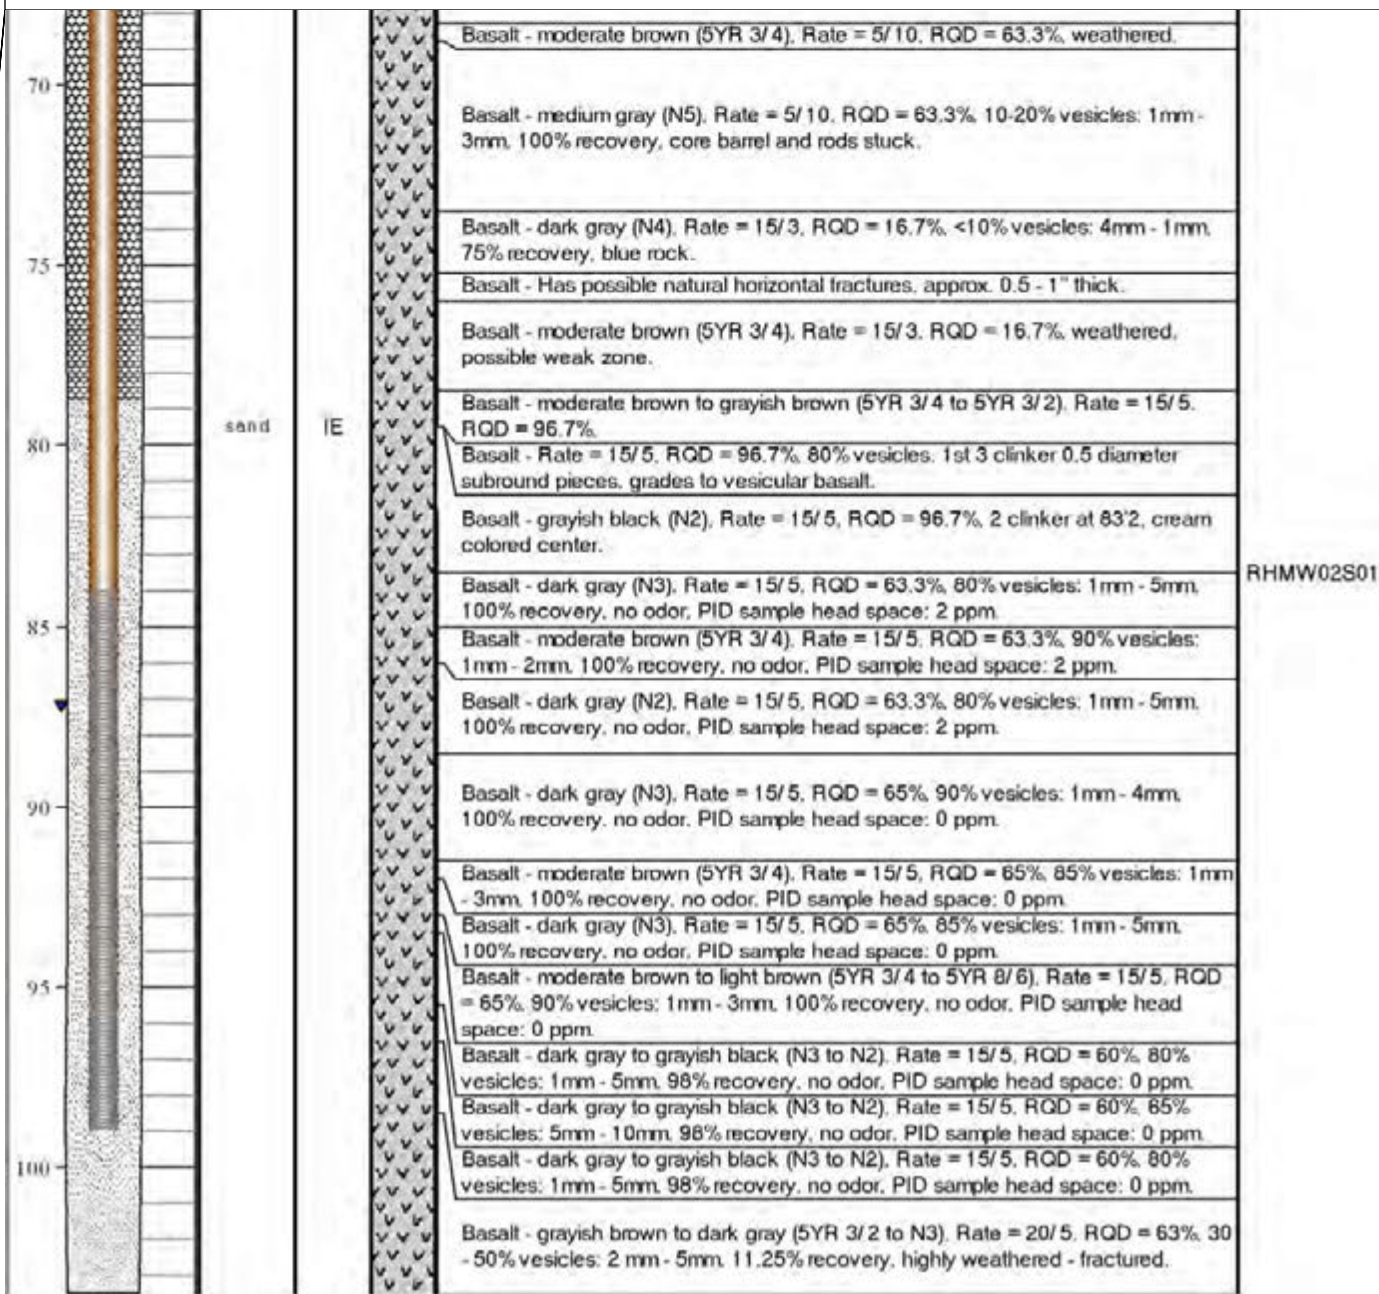 Basalt - moderate brown (5YR 3/4), Rate = 5/10, RQD = 63.3%, weathered.
70
Basalt - medium gray (N5), Rate = 5/10, RQD = 63.3%, 10-20% vesicles: 1mm -
3mm, 100% recovery, core barrel and rods stuck.
Basalt - dark gray (N4), Rate = 15/3, RQD = 16.7%, <10% vesicles: 4mm - 1mm,
75% recovery, blue rock.
75
Basalt - Has possible natural horizontal fractures, approx. 0.5 - 1" thick.
Basalt - moderate brown (5YR 3/4), Rate = 15/3, RQD = 16.7%, weathered,
possible weak zone.
Basalt - moderate brown to grayish brown (5YR 3/4 to 5YR 3/2), Rate = 15/5,
RQD = 96.7%,
sand
IE
80
Basalt - Rate = 15/5, RQD = 96.7%, 80% vesicles, 1st 3 clinker 0.5 diameter
subround pieces, grades to vesicular basalt.
Basalt - grayish black (N2), Rate = 15/5, RQD = 96.7%, 2 clinker at 83'2, cream
colored center.
RHMW02S01
Basalt - dark gray (N3), Rate = 15/5, RQD = 63.3%, 80% vesicles: 1mm - 5mm,
100% recovery, no odor, PID sample head space: 2 ppm.
85
Basalt - moderate brown (5YR 3/4), Rate = 15/5, RQD = 63.3%, 90% vesicles:
1mm - 2mm, 100% recovery, no odor, PID sample head space: 2 ppm.
Basalt - dark gray (N2), Rate = 15/5, RQD = 63.3%, 80% vesicles: 1mm - 5mm,
100% recovery, no odor, PID sample head space: 2 ppm.
90
Basalt - dark gray (N3), Rate = 15/5, RQD = 65%, 90% vesicles: 1mm - 4mm,
100% recovery, no odor, PID sample head space: 0 ppm.
Basalt - moderate brown (5YR 3/4), Rate = 15/5, RQD = 65%, 85% vesicles: 1mm
- 3mm, 100% recovery, no odor, PID sample head space: 0 ppm.
Basalt - dark gray (N3), Rate = 15/5, RQD = 65%, 85% vesicles: 1mm - 5mm,
100% recovery, no odor, PID sample head space: 0 ppm.
95
Basalt - moderate brown to light brown (5YR 3/4 to 5YR 8/6), Rate = 15/5, RQD
= 65%, 90% vesicles: 1mm - 3mm, 100% recovery, no odor, PID sample head
space: 0 ppm.
Basalt - dark gray to grayish black (N3 to N2), Rate = 15/5, RQD = 60%, 80%
vesicles: 1mm - 5mm, 98% recovery, no odor, PID sample head space: 0 ppm.
Basalt - dark gray to grayish black (N3 to N2), Rate = 15/5, RQD = 60%, 65%
vesicles: 5mm - 10mm, 98% recovery, no odor, PID sample head space: 0 ppm.
100
Basalt - dark gray to grayish black (N3 to N2), Rate = 15/5, RQD = 60%, 80%
vesicles: 1mm - 5mm, 98% recovery, no odor, PID sample head space: 0 ppm.
Basalt - grayish brown to dark gray (5YR 3/2 to N3), Rate = 20/5, RQD = 63%, 30
- 50% vesicles: 2 mm - 5mm, 11.25% recovery, highly weathered - fractured.